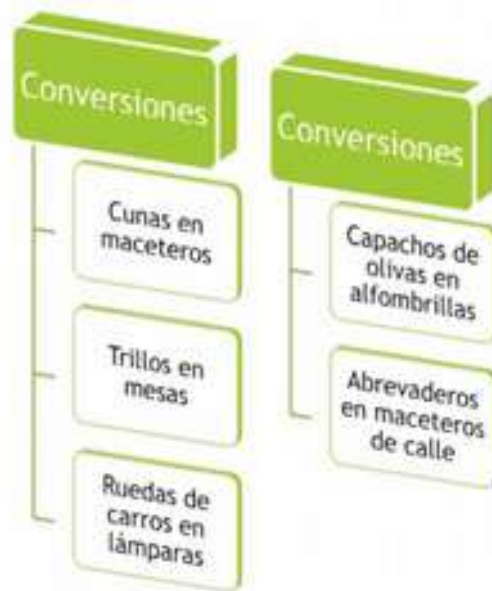 Conversiones
Cunas en
maceteros
Trillos en
mesas
Ruedas de
carros en
lámparas
Conversiones
Capachos de
olivas en
alfombrillas
Abrevaderos
en maceteros
de calle